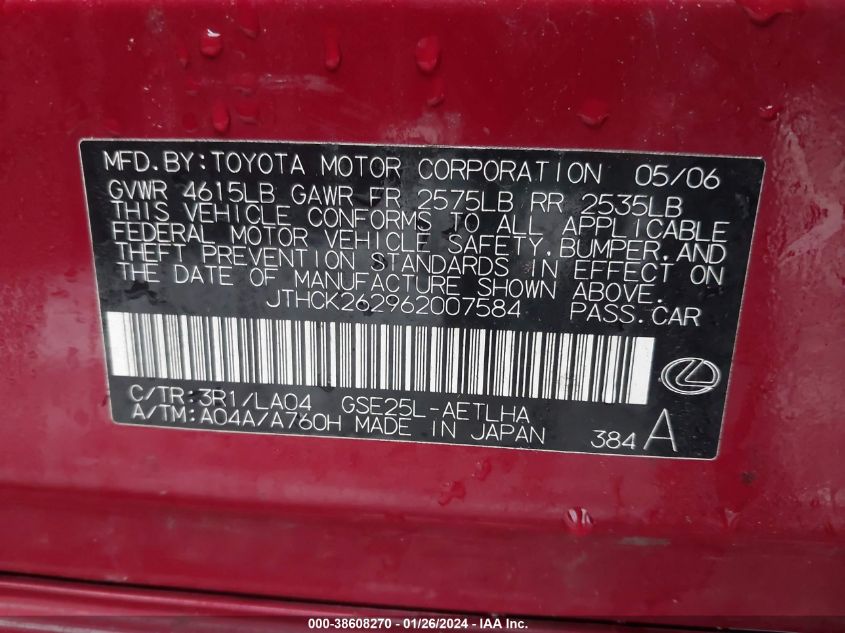 MFD.BY:TOYOTA MOTOR CORPORATION 05/06
GVWR 4615LB GAWR FR 2575LB RR 2535LB
THIS VEHICLE CONFORMS TO ALL APPLICABLE
FEDERAL MOTOR VEHICLE SAFETY,BUMPER,AND
THEFT PREVENTION STANDARDS IN EFFECT ON
THE DATE OF MANUFACTURE SHOWN ABOVE.
JTHCK262962007584 PASS.CAR
C/TR:3R1/LA04 GSE25L-AETLHA
A/TM:A04A/A760H MADE IN JAPAN 384 A
000-38608270 - 01/26/2024 - IAA Inc.